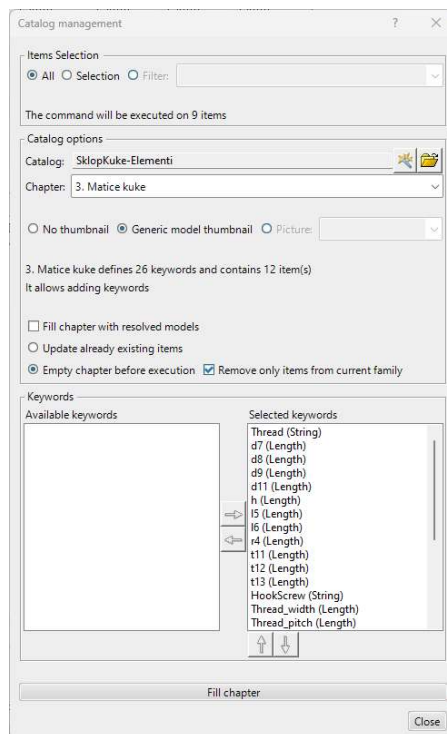 Catalog management ? ×
Items Selection
All Selection Filter:
The command will be executed on 9 items
Catalog options
Catalog: SklopKuke-Elementi
Chapter: 3. Matice kuke
No thumbnail Generic model thumbnail Picture:
3. Matice kuke defines 26 keywords and contains 12 item(s)
It allows adding keywords
Fill chapter with resolved models
Update already existing items
Empty chapter before execution Remove only items from current family
Keywords
Available keywords Selected keywords
Thread (String)
d7 (Length)
d8 (Length)
d9 (Length)
d11 (Length)
h (Length)
l5 (Length)
l6 (Length)
r4 (Length)
t11 (Length)
t12 (Length)
t13 (Length)
HookScrew (String)
Thread_width (Length)
Thread_pitch (Length)
Fill chapter
Close